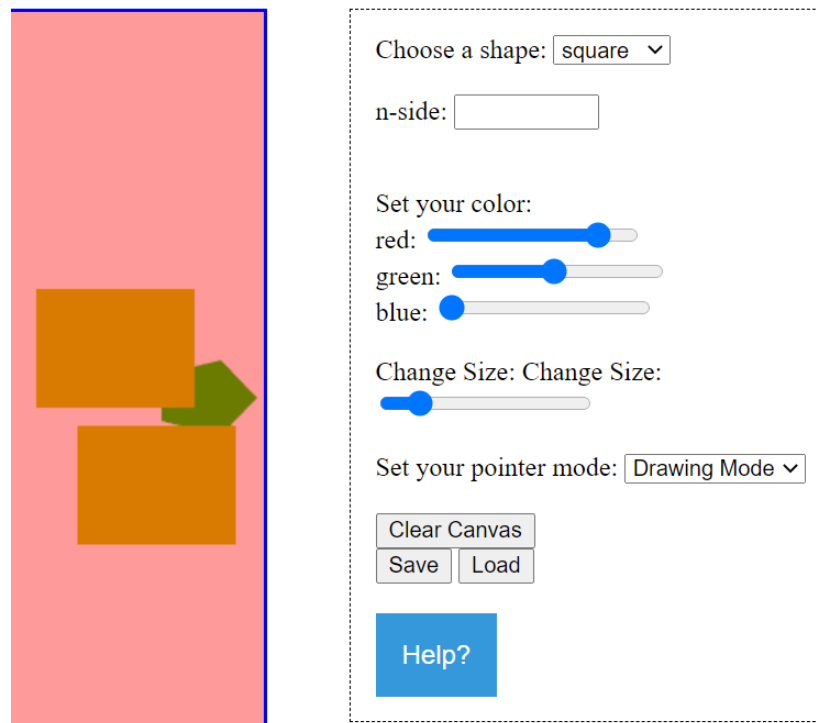 Choose a shape: square
n-side:
Set your color:
red:
green:
blue:
Change Size: Change Size:
Set your pointer mode: Drawing Mode
Clear Canvas
Save Load
Help?